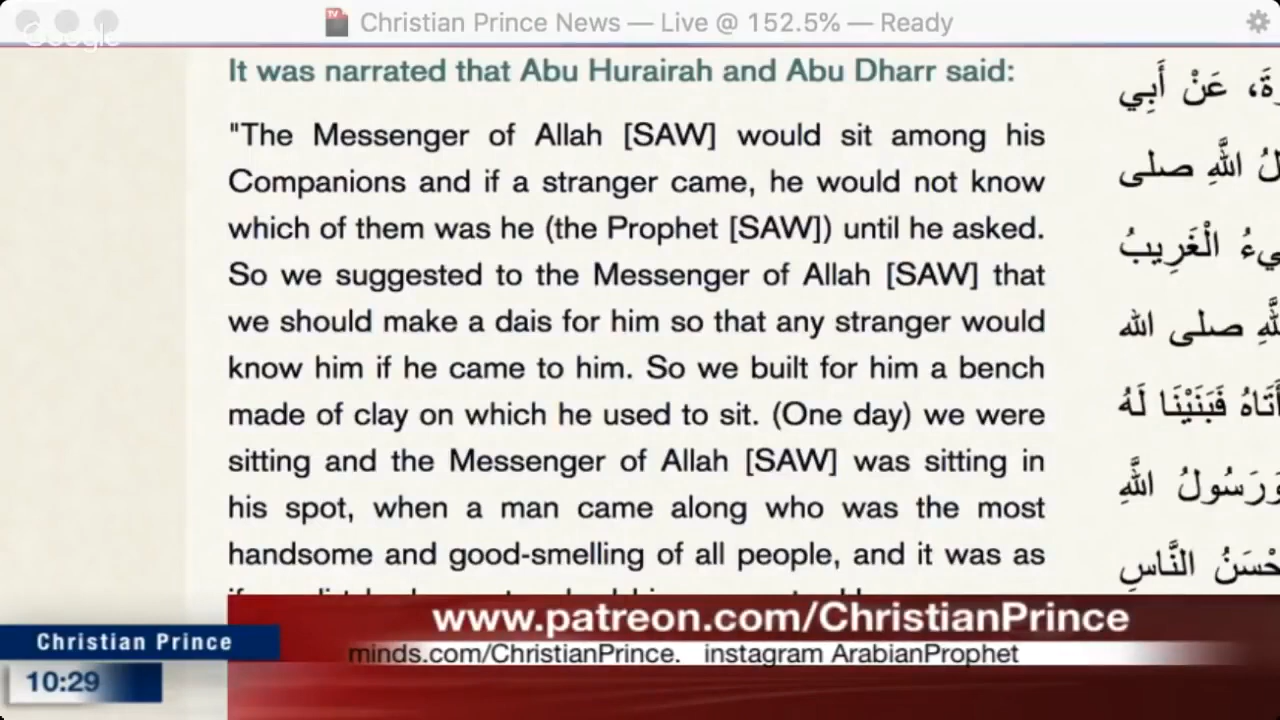 Christian Prince News — Live @ 152.5% — Ready
Google
It was narrated that Abu Hurairah and Abu Dharr said:
"The Messenger of Allah [SAW] would sit among his
Companions and if a stranger came, he would not know
which of them was he (the Prophet [SAW]) until he asked.
So we suggested to the Messenger of Allah [SAW] that
we should make a dais for him so that any stranger would
know him if he came to him. So we built for him a bench
made of clay on which he used to sit. (One day) we were
sitting and the Messenger of Allah [SAW] was sitting in
his spot, when a man came along who was the most
handsome and good-smelling of all people, and it was as
عَنْ أَبِي
اللَّهِ صلى
الْغَرِيبُ
صلى الله
فَبَنَيْنَا لَهُ
وَرَسُولُ اللَّهِ
النَّاسِ
www.patreon.com/ChristianPrince
minds.com/ChristianPrince. instagram ArabianProphet
Christian Prince
10:29